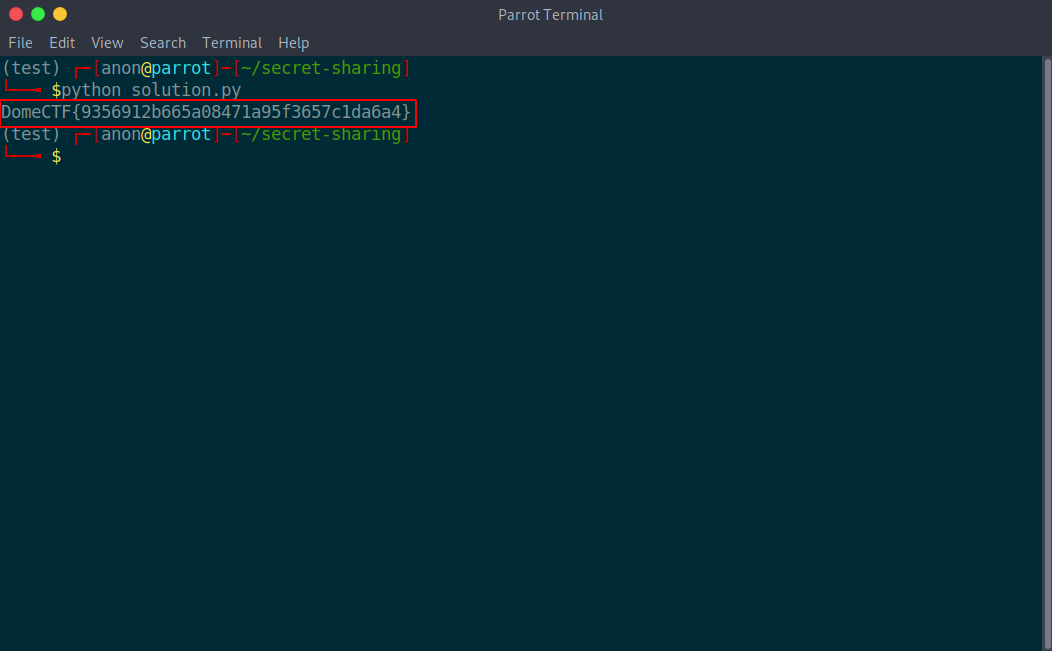 Parrot Terminal
File Edit View Search Terminal Help
(test) ┌─[anon@parrot]─[~/secret-sharing]
└──╼ $python solution.py
DomeCTF{9356912b665a08471a95f3657c1da6a4}
(test) ┌─[anon@parrot]─[~/secret-sharing]
└──╼ $